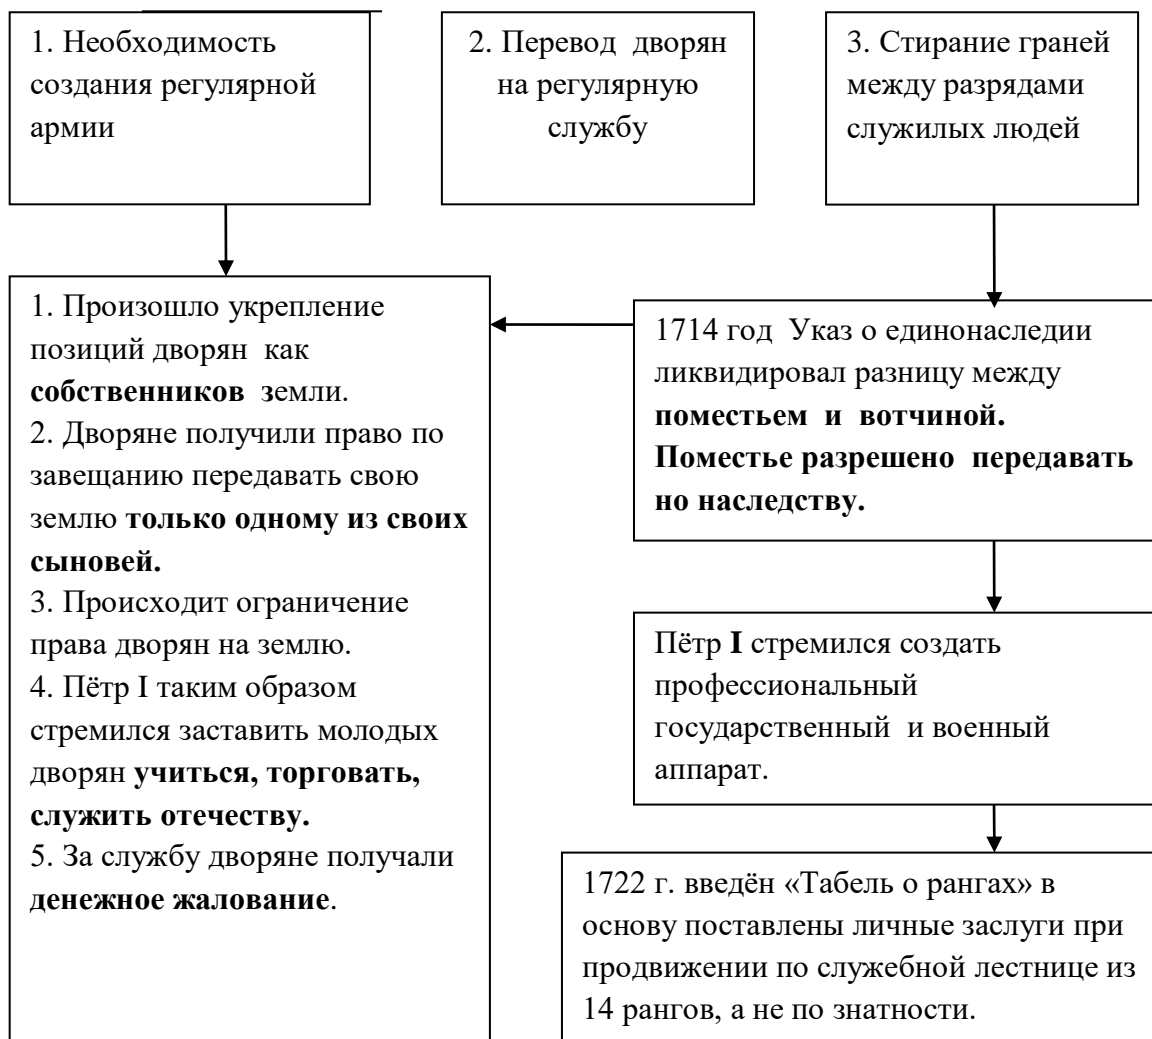 1. Необходимость
создания регулярной
армии
2. Перевод дворян
на регулярную
службу
3. Стирание граней
между разрядами
служилых людей
1. Произошло укрепление
позиций дворян как
собственников земли.
2. Дворяне получили право по
завещанию передавать свою
землю только одному из своих
сыновей.
3. Происходит ограничение
права дворян на землю.
4. Пётр I таким образом
стремился заставить молодых
дворян учиться, торговать,
служить отечеству.
5. За службу дворяне получали
денежное жалование.
1714 год Указ о единонаследии
ликвидировал разницу между
поместьем и вотчиной.
Поместье разрешено передавать
но наследству.
Пётр I стремился создать
профессиональный
государственный и военный
аппарат.
1722 г. введён «Табель о рангах» в
основу поставлены личные заслуги при
продвижении по служебной лестнице из
14 рангов, а не по знатности.